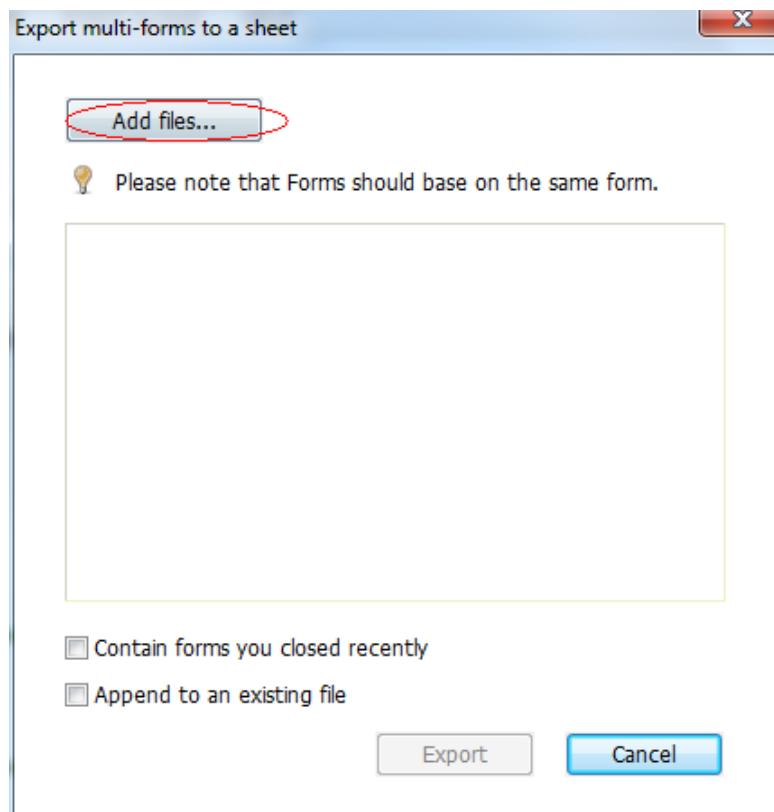 Export multi-forms to a sheet
Add files...
Please note that Forms should base on the same form.
Contain forms you closed recently
Append to an existing file
Export
Cancel